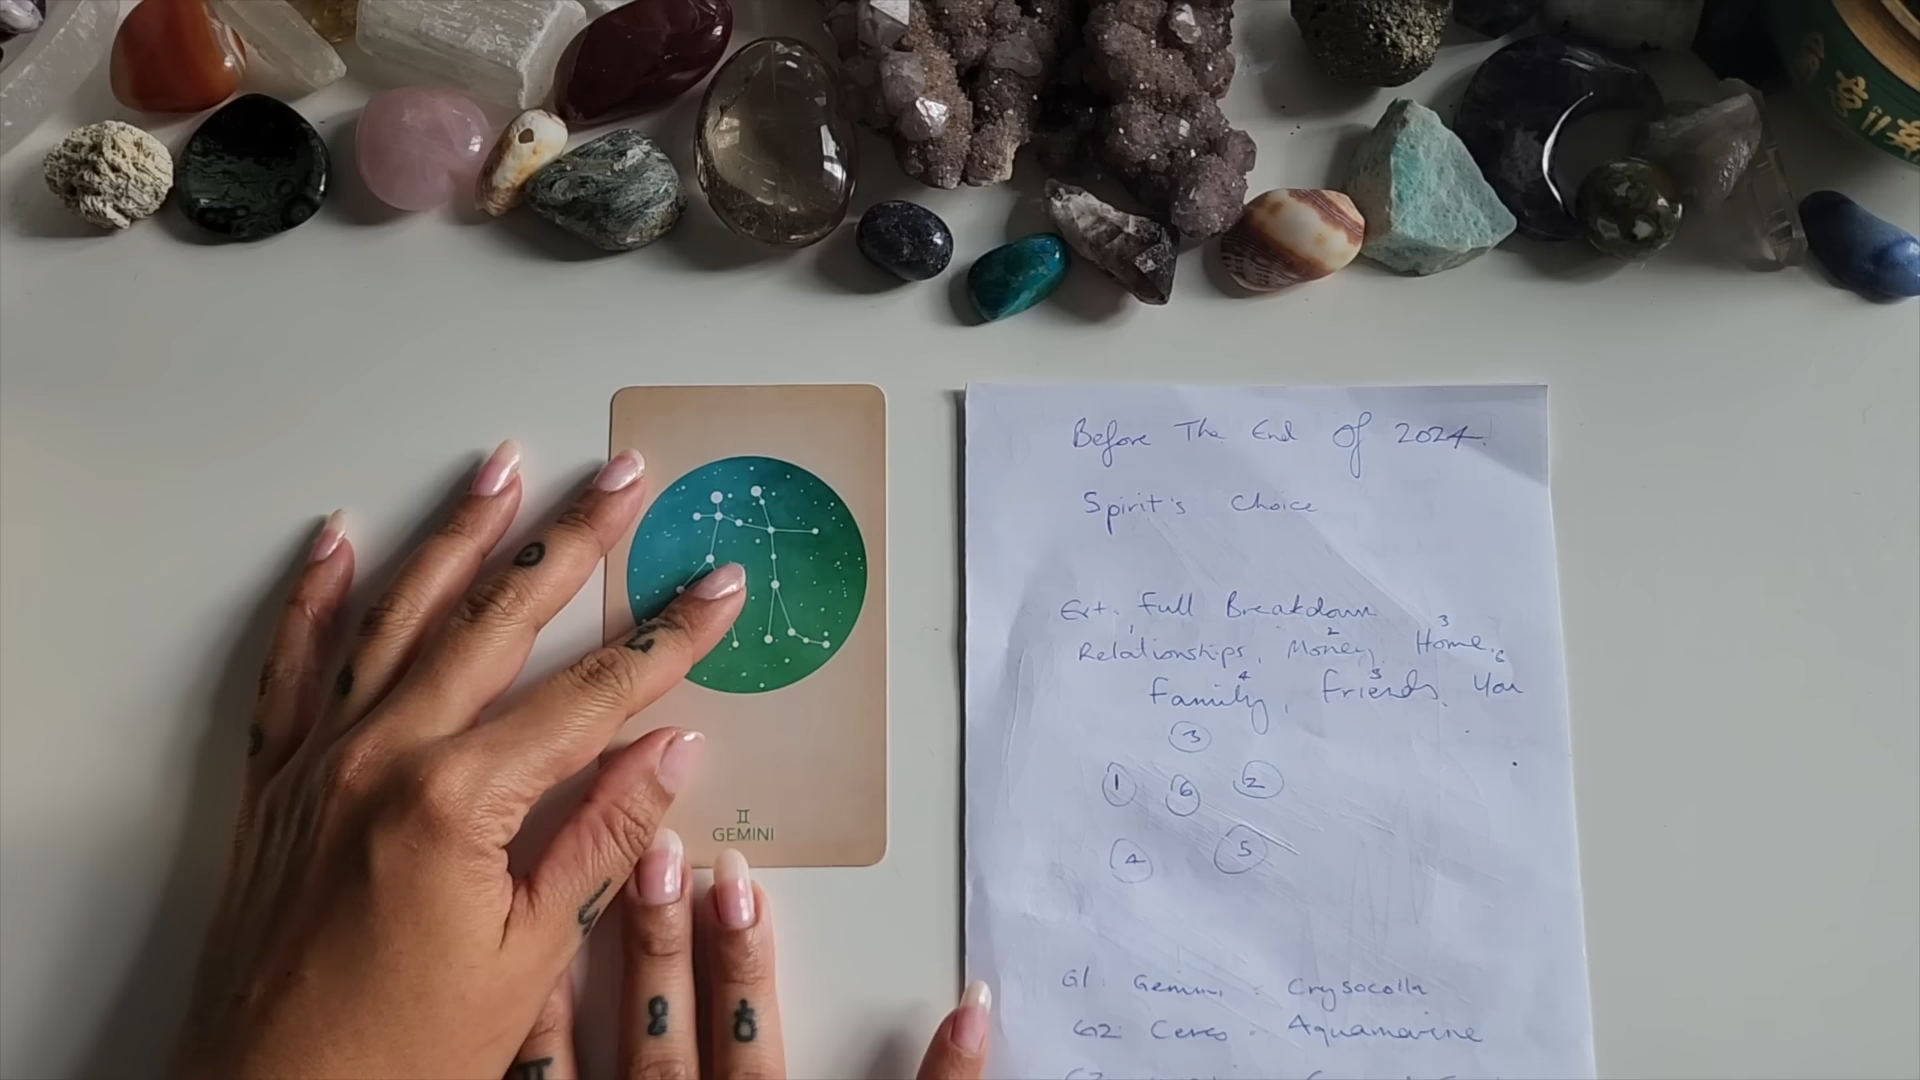 ♊
GEMINI
Before The End Of 2024.
Spirit's Choice
Ext. Full Breakdown
1 2 3
Relationships, Money, Home, 6
4 5
Family, Friends, You
3
1 6 2
4 5
G1: Gemini - Crysocolla
G2: Ceres - Aquamarine